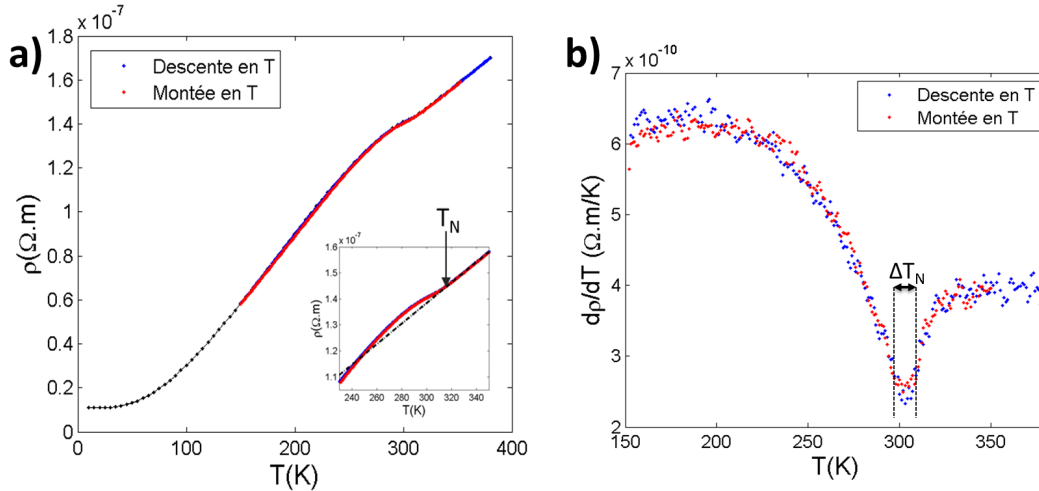 a)
× 10⁻⁷
1.8
1.6
1.4
1.2
1
0.8
0.6
0.4
0.2
0
0
100
200
300
400
ρ(Ω.m)
T(K)
Descente en T
Montée en T
T_N
x 10⁻⁷
1.6
1.5
1.4
1.3
1.2
1.1
240
260
280
300
320
340
ρ(Ω.m)
T(K)
b)
x 10⁻¹⁰
7
6
5
4
3
2
150
200
250
300
350
dρ/dT (Ω.m/K)
T(K)
Descente en T
Montée en T
ΔT_N